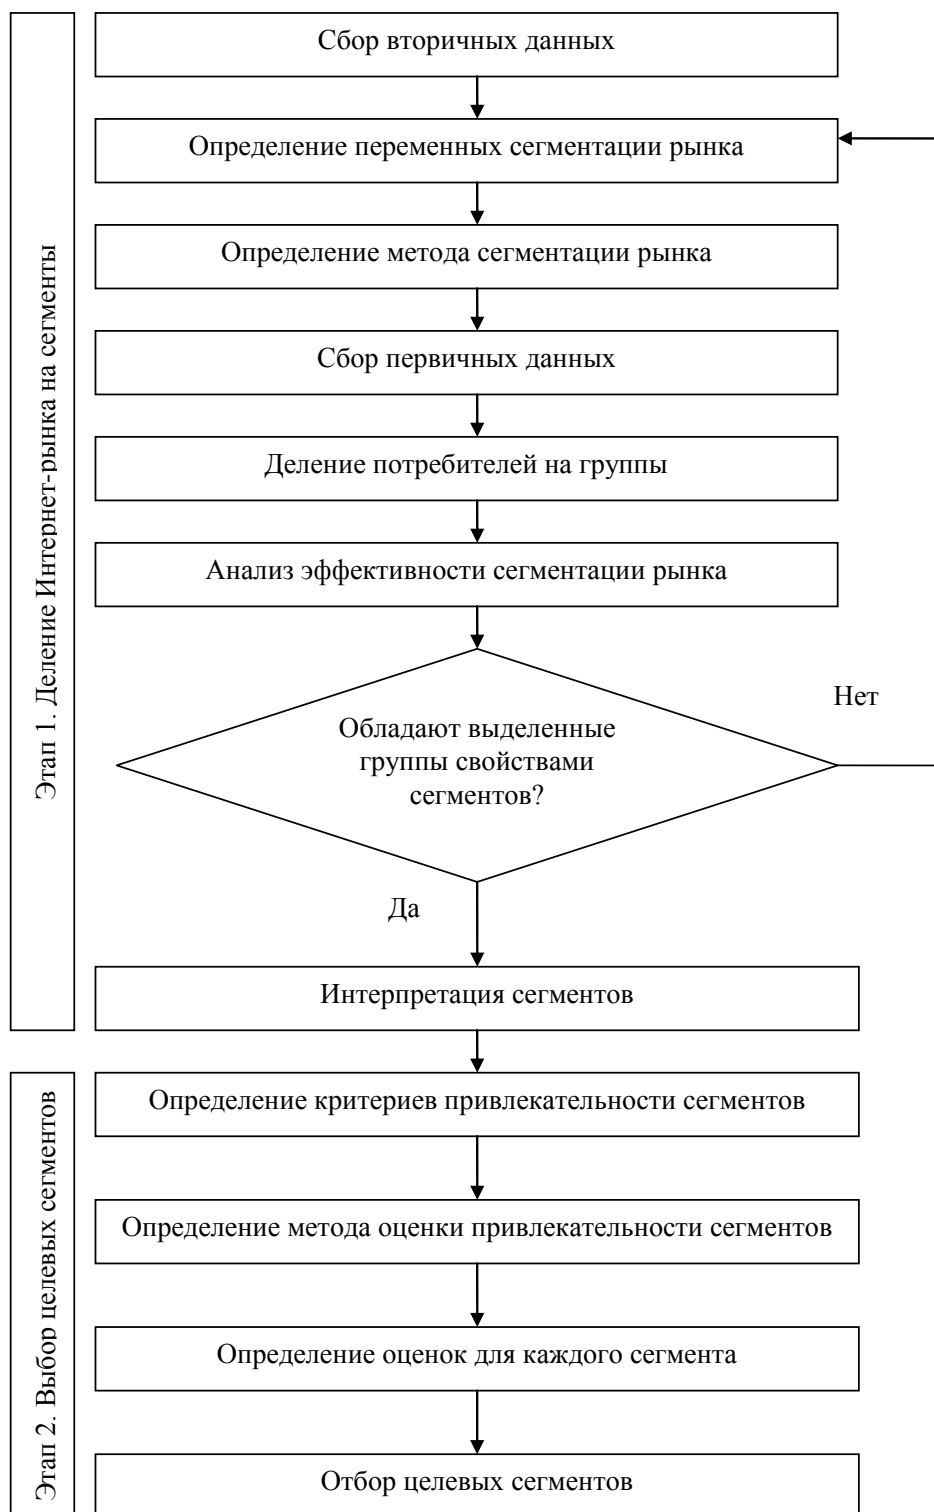 Сбор вторичных данных
Определение переменных сегментации рынка
Определение метода сегментации рынка
Сбор первичных данных
Деление потребителей на группы
Анализ эффективности сегментации рынка
Обладают выделенные
группы свойствами
сегментов?
Нет
Да
Интерпретация сегментов
Этап 1. Деление Интернет-рынка на сегменты
Определение критериев привлекательности сегментов
Определение метода оценки привлекательности сегментов
Определение оценок для каждого сегмента
Отбор целевых сегментов
Этап 2. Выбор целевых сегментов